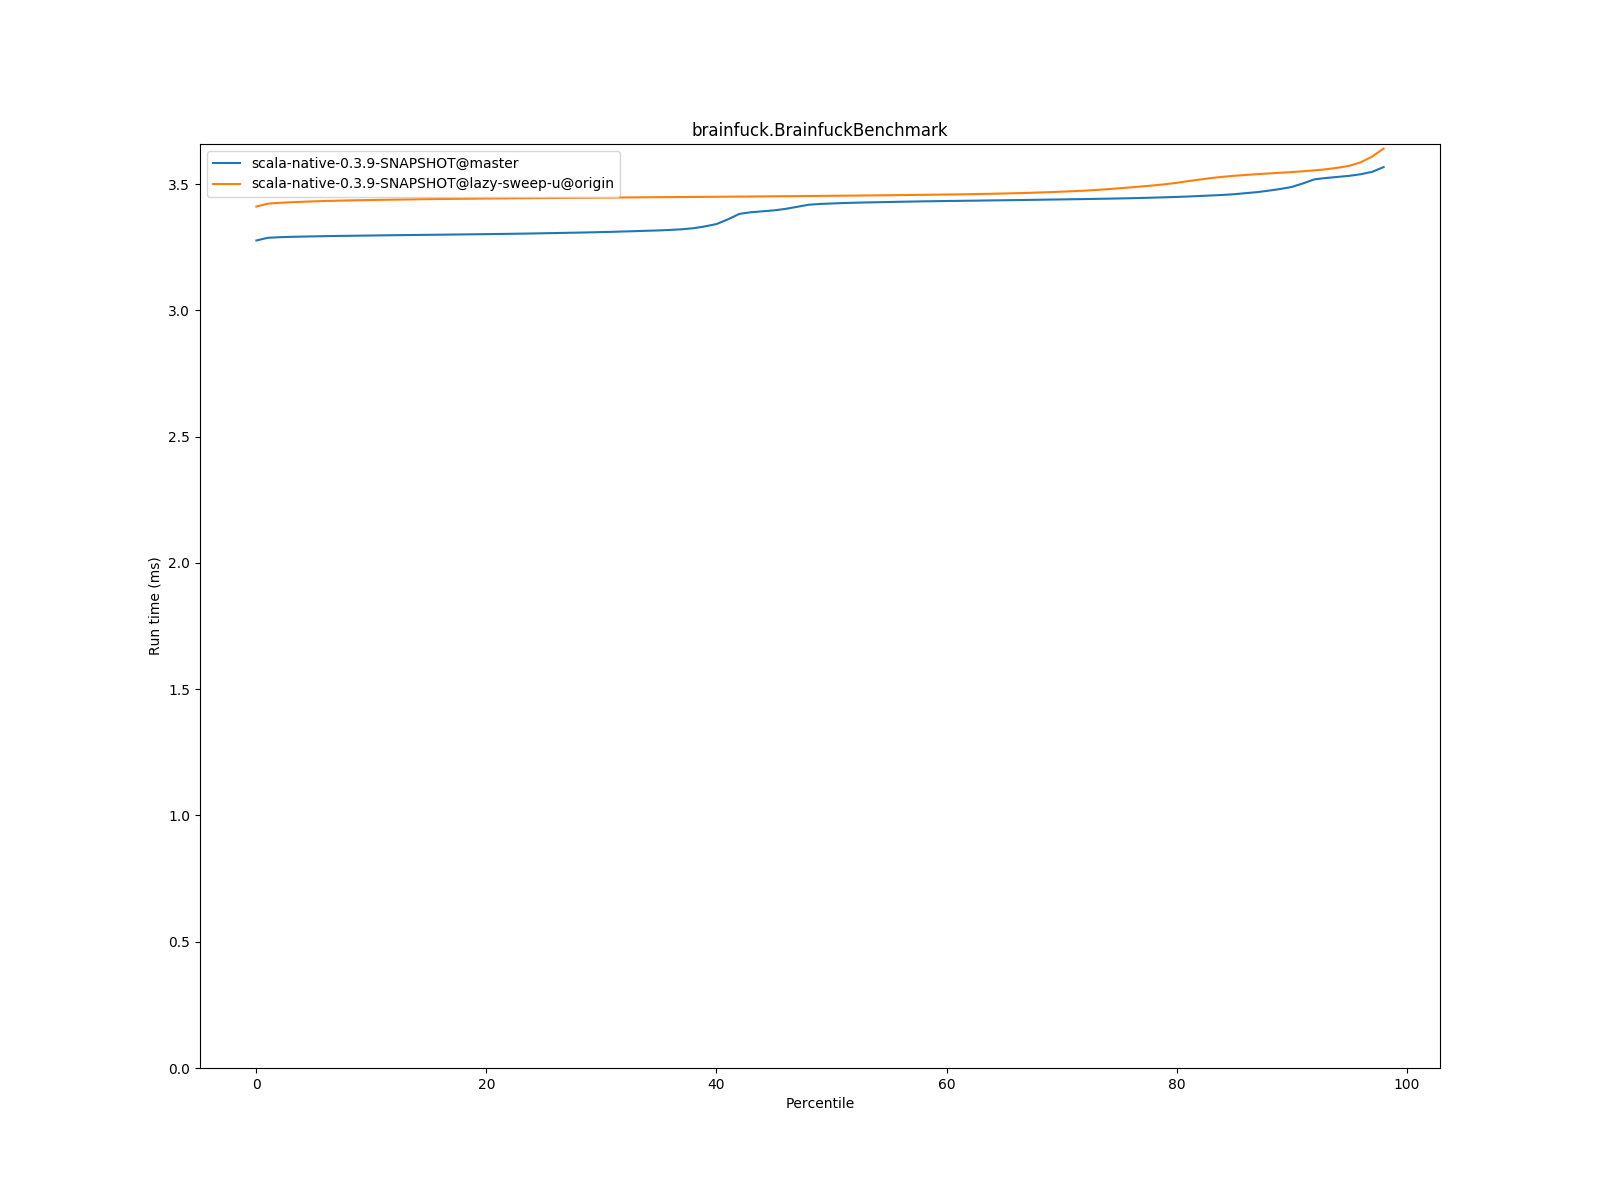 brainfuck.BrainfuckBenchmark
scala-native-0.3.9-SNAPSHOT@master
scala-native-0.3.9-SNAPSHOT@lazy-sweep-u@origin
3.5
3.0
2.5
2.0
1.5
1.0
0.5
0.0
Run time (ms)
0 20 40 60 80 100
Percentile